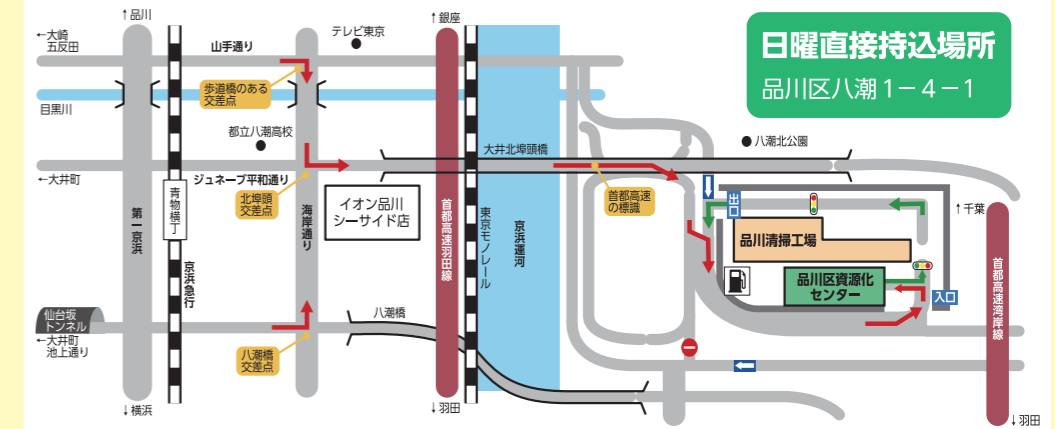 ↑品川
←大崎
五反田
山手通り
テレビ東京
↑銀座
日曜直接持込場所
品川区八潮1－4－1
歩道橋のある
交差点
目黒川
都立八潮高校
大井北埠頭橋
八潮北公園
←大井町
ジュネーブ平和通り
青物横丁
北埠頭
交差点
イオン品川
シーサイド店
首都高速
の標識
出口
第一京浜
海岸通り
首都高速羽田線
東京モノレール
京浜運河
品川清掃工場
↑千葉
京浜急行
品川区資源化
センター
入口
首都高速湾岸線
仙台坂
トンネル
八潮橋
←大井町
池上通り
八潮橋
交差点
↓横浜
↓羽田
↓羽田